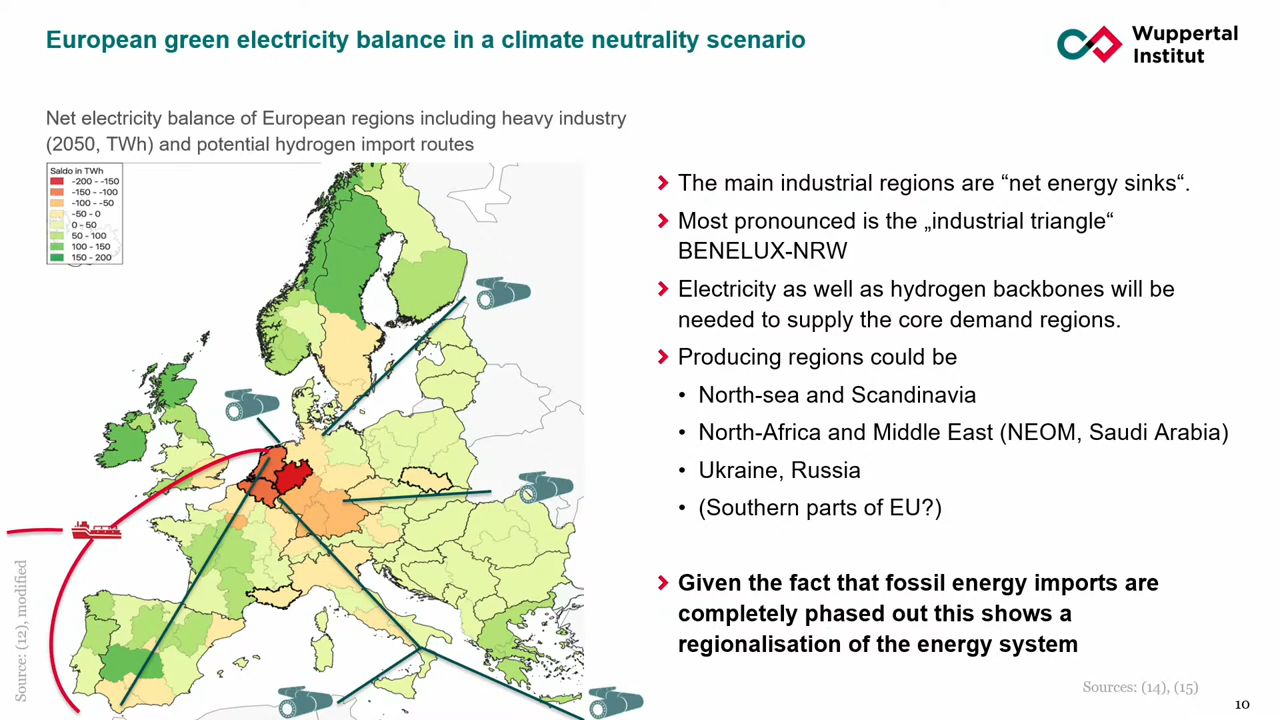 European green electricity balance in a climate neutrality scenario
Wuppertal
Institut
Net electricity balance of European regions including heavy industry
(2050, TWh) and potential hydrogen import routes
Saldo in TWh
-200 - -150
-150 - -100
-100 - -50
-50 - 0
0 - 50
50 - 100
100 - 150
150 - 200
The main industrial regions are “net energy sinks“.
Most pronounced is the „industrial triangle“
BENELUX-NRW
Electricity as well as hydrogen backbones will be
needed to supply the core demand regions.
Producing regions could be
• North-sea and Scandinavia
• North-Africa and Middle East (NEOM, Saudi Arabia)
• Ukraine, Russia
• (Southern parts of EU?)
Given the fact that fossil energy imports are
completely phased out this shows a
regionalisation of the energy system
Source: (12), modified
Sources: (14), (15)
10